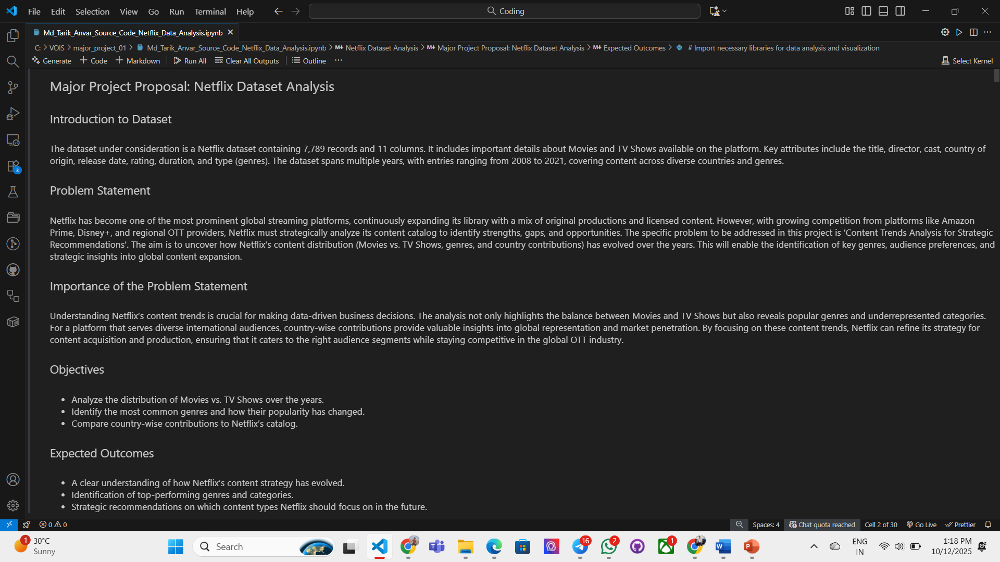 File Edit Selection View Go Run Terminal Help
Coding
Md_Tarik_Anvar_Source_Code_Netflix_Data_Analysis.ipynb
C: > VOIS > major_project_01 > Md_Tarik_Anvar_Source_Code_Netflix_Data_Analysis.ipynb > M↓ Netflix Dataset Analysis > M↓ Major Project Proposal: Netflix Dataset Analysis > M↓ Expected Outcomes > # Import necessary libraries for data analysis and visualization
Generate + Code + Markdown Run All Clear All Outputs Outline ... Select Kernel
Major Project Proposal: Netflix Dataset Analysis
Introduction to Dataset
The dataset under consideration is a Netflix dataset containing 7,789 records and 11 columns. It includes important details about Movies and TV Shows available on the platform. Key attributes include the title, director, cast, country of
origin, release date, rating, duration, and type (genres). The dataset spans multiple years, with entries ranging from 2008 to 2021, covering content across diverse countries and genres.
Problem Statement
Netflix has become one of the most prominent global streaming platforms, continuously expanding its library with a mix of original productions and licensed content. However, with growing competition from platforms like Amazon
Prime, Disney+, and regional OTT providers, Netflix must strategically analyze its content catalog to identify strengths, gaps, and opportunities. The specific problem to be addressed in this project is 'Content Trends Analysis for Strategic
Recommendations'. The aim is to uncover how Netflix’s content distribution (Movies vs. TV Shows, genres, and country contributions) has evolved over the years. This will enable the identification of key genres, audience preferences, and
strategic insights into global content expansion.
Importance of the Problem Statement
Understanding Netflix’s content trends is crucial for making data-driven business decisions. The analysis not only highlights the balance between Movies and TV Shows but also reveals popular genres and underrepresented categories.
For a platform that serves diverse international audiences, country-wise contributions provide valuable insights into global representation and market penetration. By focusing on these content trends, Netflix can refine its strategy for
content acquisition and production, ensuring that it caters to the right audience segments while staying competitive in the global OTT industry.
Objectives
• Analyze the distribution of Movies vs. TV Shows over the years.
• Identify the most common genres and how their popularity has changed.
• Compare country-wise contributions to Netflix’s catalog.
Expected Outcomes
• A clear understanding of how Netflix’s content strategy has evolved.
• Identification of top-performing genres and categories.
• Strategic recommendations on which content types Netflix should focus on in the future.
3
0 0 Spaces: 4 Chat quota reached Cell 2 of 30 Go Live Prettier
1 30°C
Sunny
Search
16 2 1
ENG
IN
1:18 PM
10/12/2025